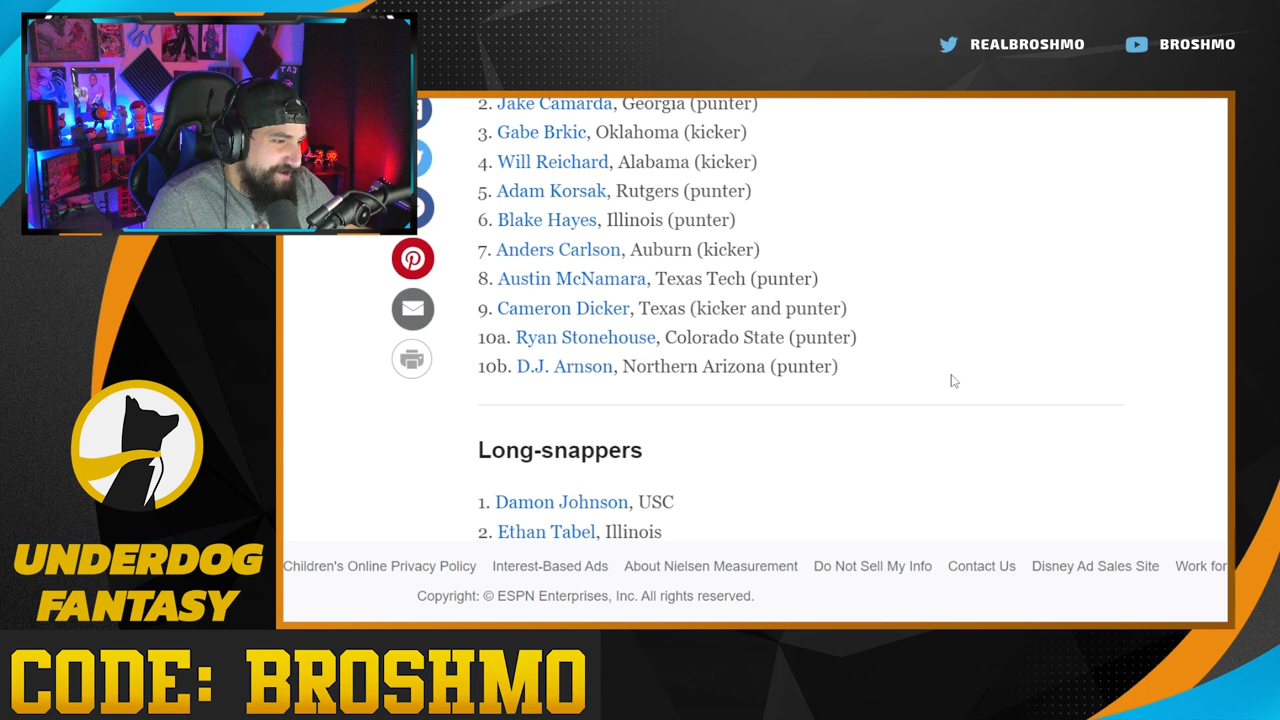 REALBROSHMO
BROSHMO
2. Jake Camarda, Georgia (punter)
3. Gabe Brkic, Oklahoma (kicker)
4. Will Reichard, Alabama (kicker)
5. Adam Korsak, Rutgers (punter)
6. Blake Hayes, Illinois (punter)
7. Anders Carlson, Auburn (kicker)
8. Austin McNamara, Texas Tech (punter)
9. Cameron Dicker, Texas (kicker and punter)
10a. Ryan Stonehouse, Colorado State (punter)
10b. D.J. Arnson, Northern Arizona (punter)
Long-snappers
1. Damon Johnson, USC
2. Ethan Tabel, Illinois
Children's Online Privacy Policy Interest-Based Ads About Nielsen Measurement Do Not Sell My Info Contact Us Disney Ad Sales Site Work for
Copyright: © ESPN Enterprises, Inc. All rights reserved.
UNDERDOG
FANTASY
CODE: BROSHMO